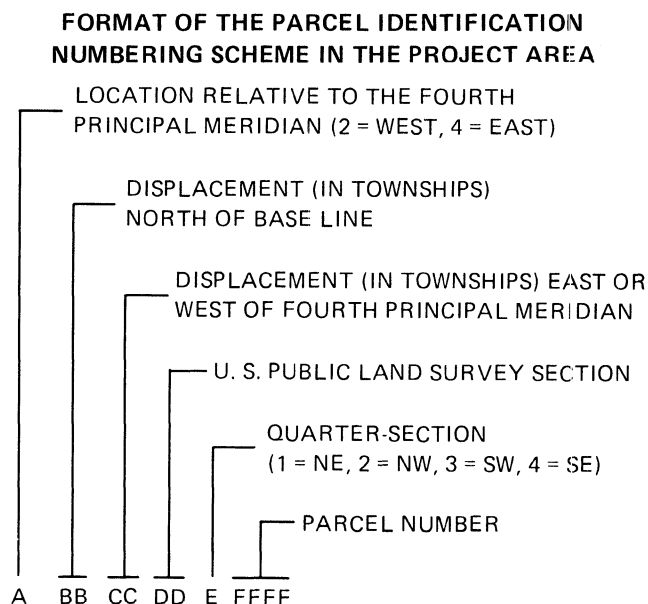 FORMAT OF THE PARCEL IDENTIFICATION
NUMBERING SCHEME IN THE PROJECT AREA
LOCATION RELATIVE TO THE FOURTH
PRINCIPAL MERIDIAN (2 = WEST, 4 = EAST)
DISPLACEMENT (IN TOWNSHIPS)
NORTH OF BASE LINE
DISPLACEMENT (IN TOWNSHIPS) EAST OR
WEST OF FOURTH PRINCIPAL MERIDIAN
U. S. PUBLIC LAND SURVEY SECTION
QUARTER-SECTION
(1 = NE, 2 = NW, 3 = SW, 4 = SE)
PARCEL NUMBER
A BB CC DD E FFFF